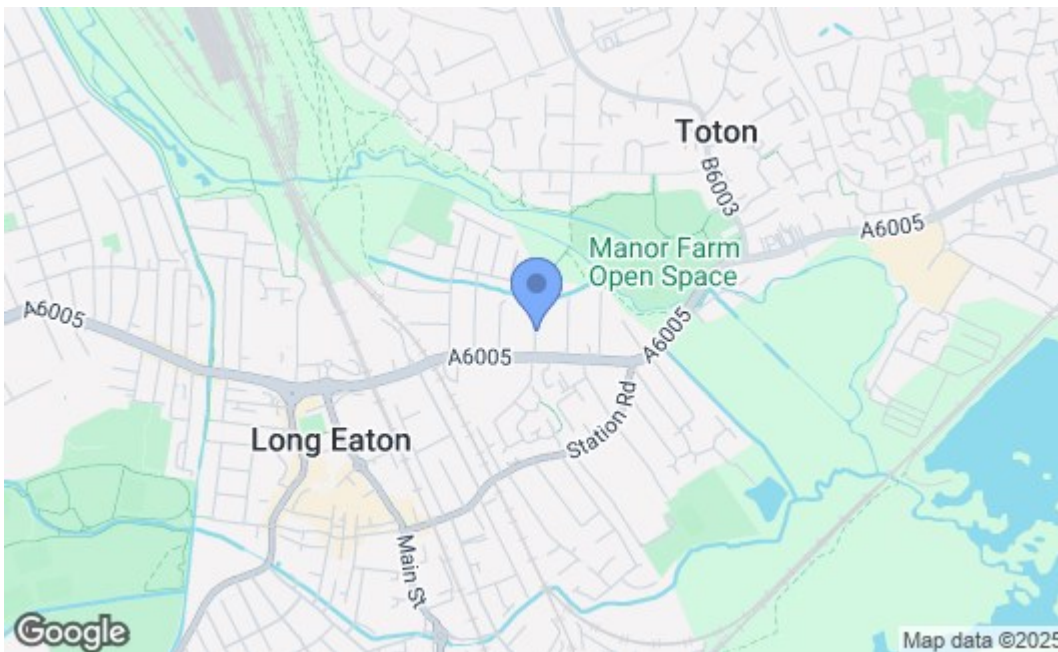 Toton
B6003
A6005
Manor Farm
Open Space
A6005
A6005
A6005
Station Rd
Long Eaton
Main St
Google
Map data ©2025